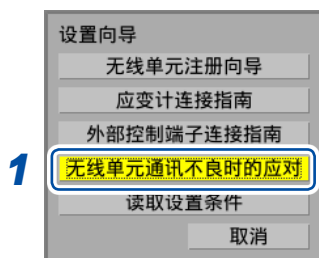 设置向导
无线单元注册向导
应变计连接指南
外部控制端子连接指南
1
无线单元通讯不良时的应对
读取设置条件
取消